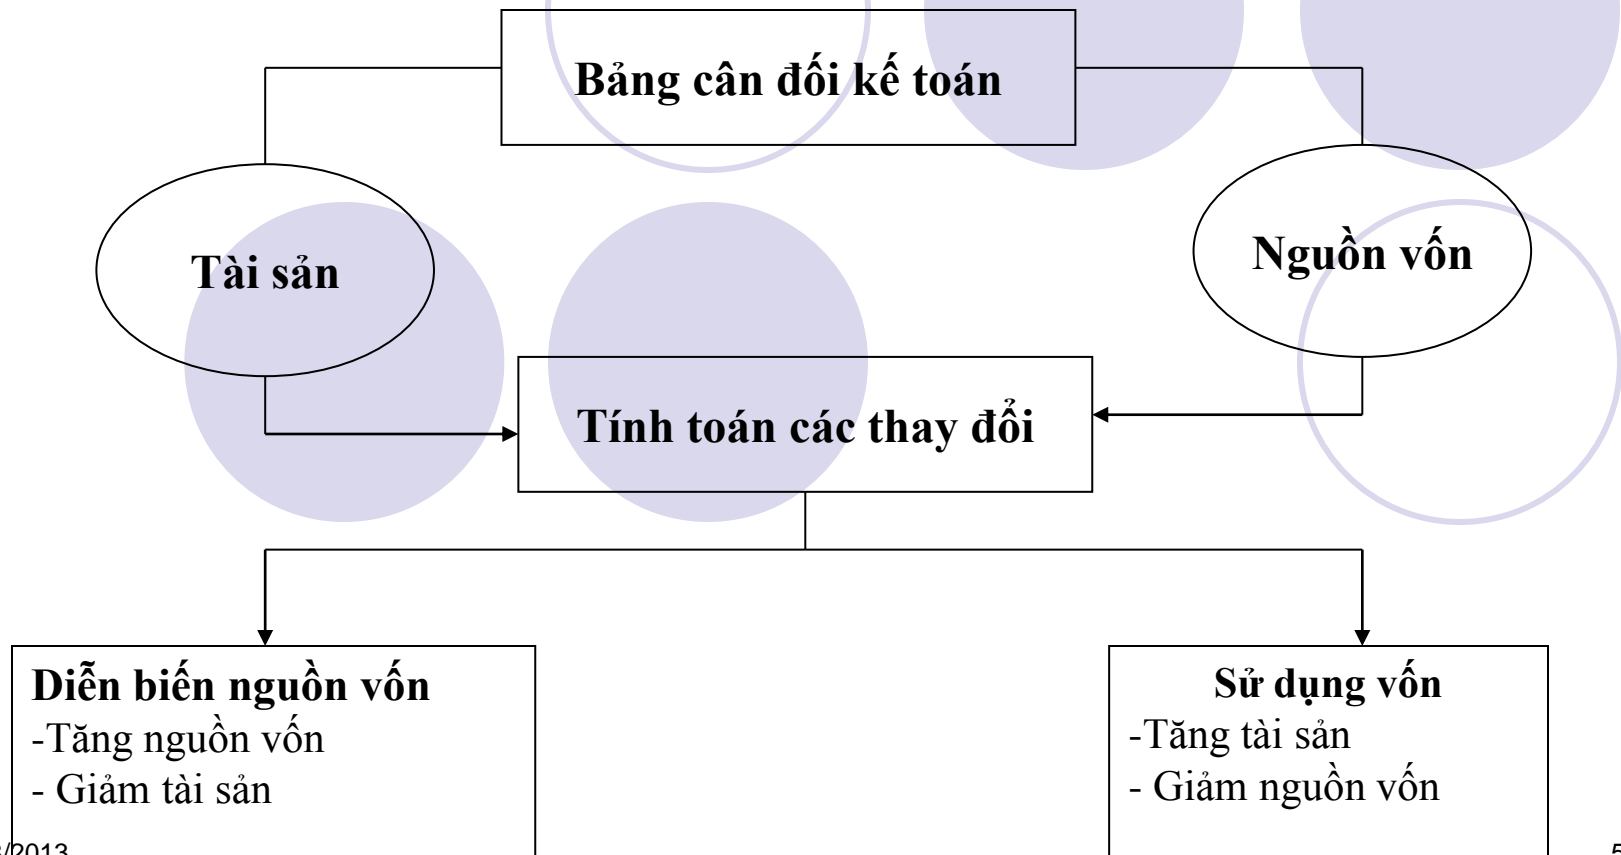 Bảng cân đối kế toán
Tài sản
Nguồn vốn
Tính toán các thay đổi
Diễn biến nguồn vốn
-Tăng nguồn vốn
- Giảm tài sản
Sử dụng vốn
-Tăng tài sản
- Giảm nguồn vốn
/2013